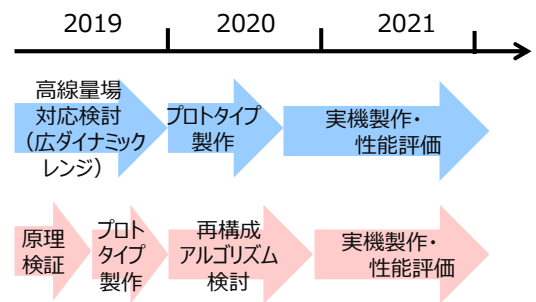 2019 2020 2021
高線量場
対応検討
（広ダイナミック
レンジ）
プロトタイプ
製作
実機製作・
性能評価
原理
検証
プロト
タイプ
製作
再構成
アルゴリズム
検討
実機製作・
性能評価